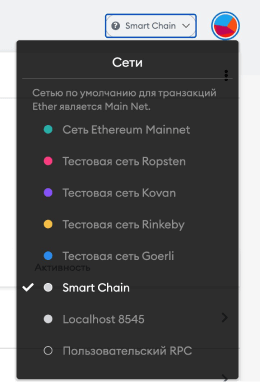 Smart Chain
Сети
Сеть по умолчанию для транзакций
Ether является Main Net.
Сеть Ethereum Mainnet
Тестовая сеть Ropsten
Тестовая сеть Kovan
Тестовая сеть Rinkeby
Тестовая сеть Goerli
Активность
Smart Chain
Localhost 8545
Пользовательский RPC